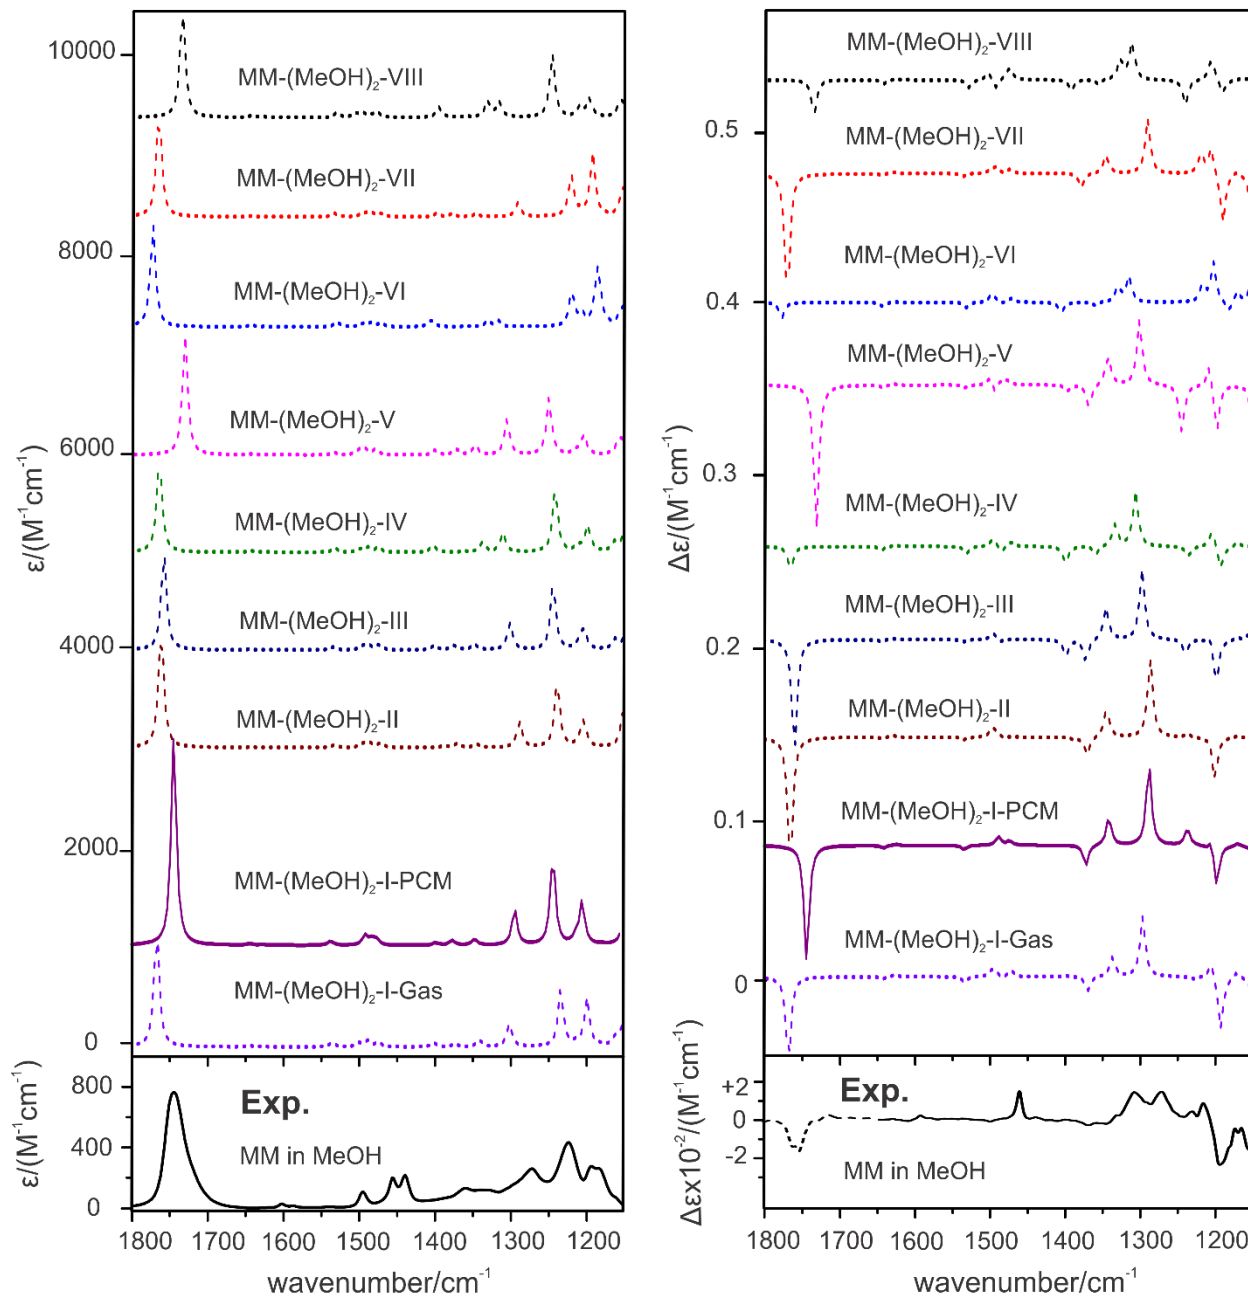 10000
8000
6000
4000
2000
0
ε/(M⁻¹cm⁻¹)
MM-(MeOH)₂-VIII
MM-(MeOH)₂-VII
MM-(MeOH)₂-VI
MM-(MeOH)₂-V
MM-(MeOH)₂-IV
MM-(MeOH)₂-III
MM-(MeOH)₂-II
MM-(MeOH)₂-I-PCM
MM-(MeOH)₂-I-Gas
800
400
0
ε/(M⁻¹cm⁻¹)
Exp.
MM in MeOH
1800 1700 1600 1500 1400 1300 1200
wavenumber/cm⁻¹
0.5
0.4
0.3
0.2
0.1
0
Δε/(M⁻¹cm⁻¹)
MM-(MeOH)₂-VIII
MM-(MeOH)₂-VII
MM-(MeOH)₂-VI
MM-(MeOH)₂-V
MM-(MeOH)₂-IV
MM-(MeOH)₂-III
MM-(MeOH)₂-II
MM-(MeOH)₂-I-PCM
MM-(MeOH)₂-I-Gas
+2
0
-2
Δεx10⁻²/(M⁻¹cm⁻¹)
Exp.
MM in MeOH
1800 1700 1600 1500 1400 1300 1200
wavenumber/cm⁻¹